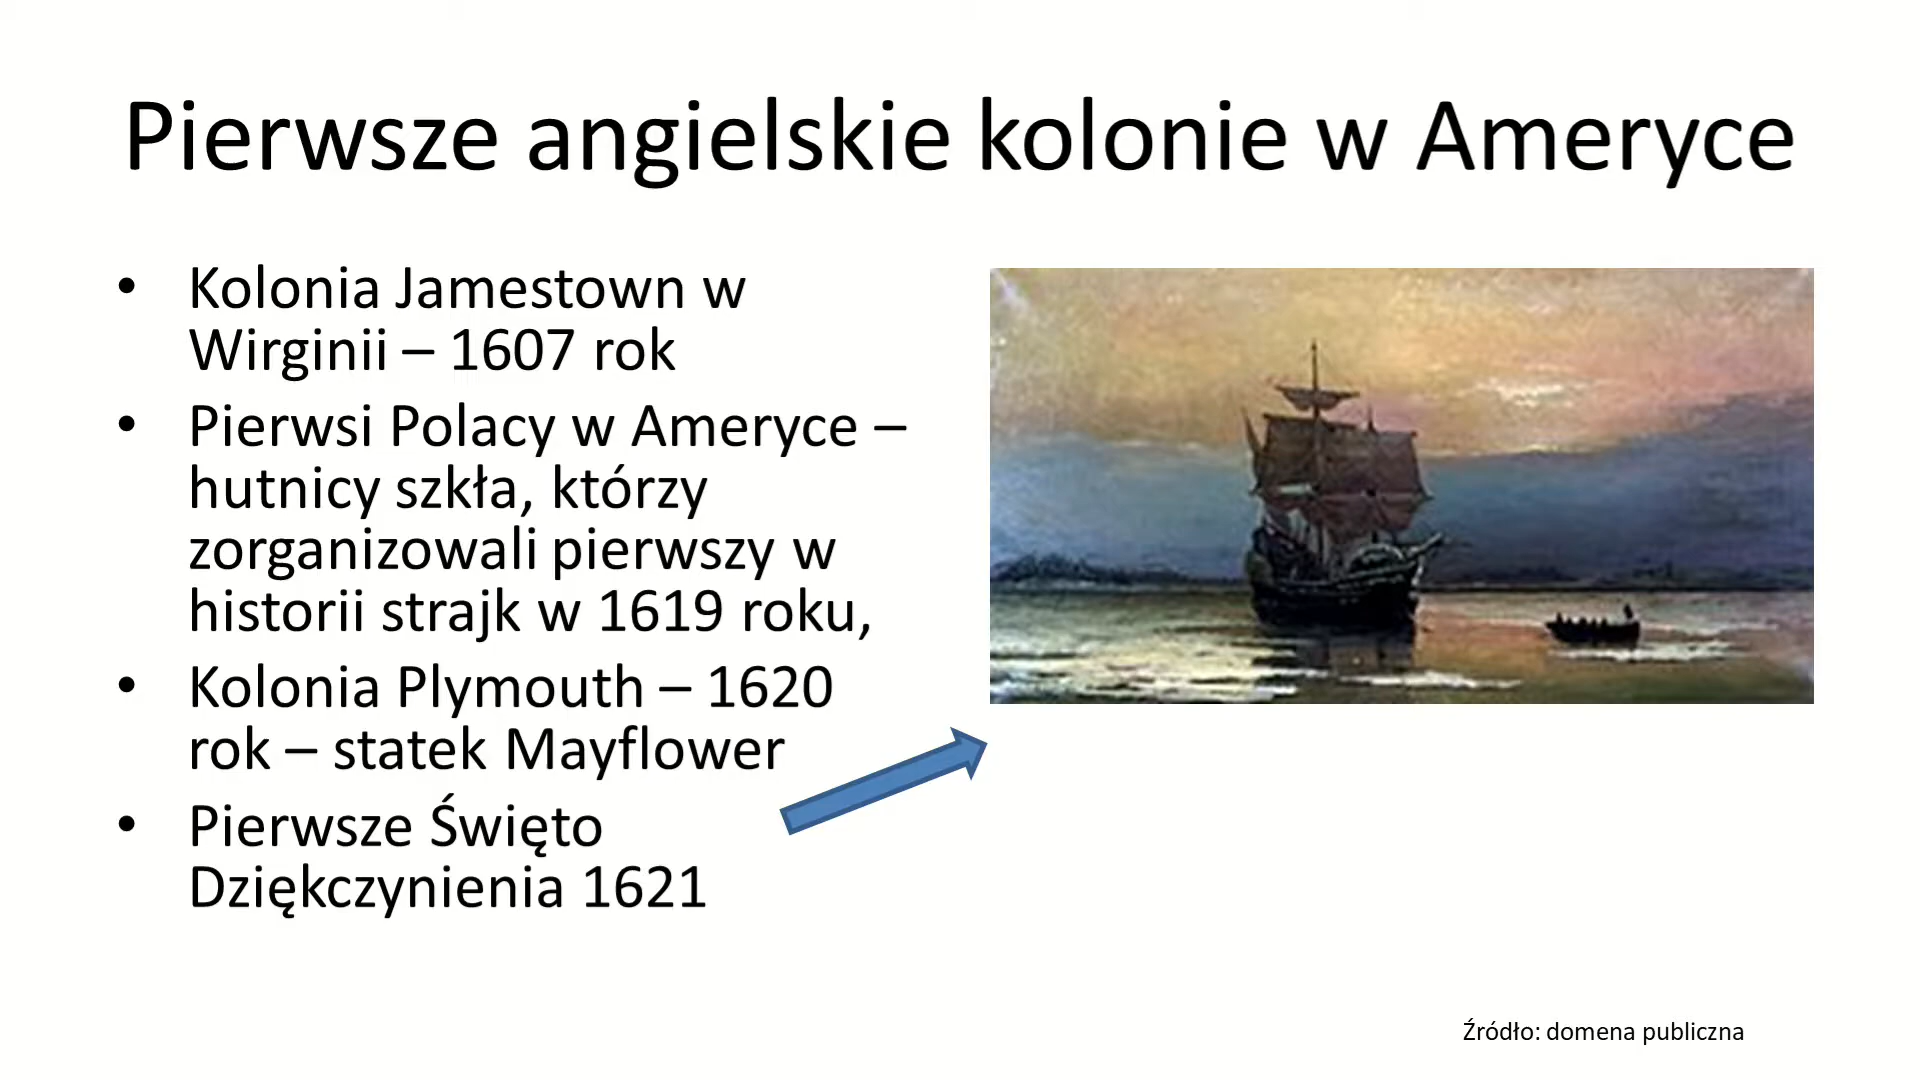 Pierwsze angielskie kolonie w Ameryce
• Kolonia Jamestown w
Wirginii – 1607 rok
• Pierwsi Polacy w Ameryce –
hutnicy szkła, którzy
zorganizowali pierwszy w
historii strajk w 1619 roku,
• Kolonia Plymouth – 1620
rok – statek Mayflower
• Pierwsze Święto
Dziękczynienia 1621
Źródło: domena publiczna